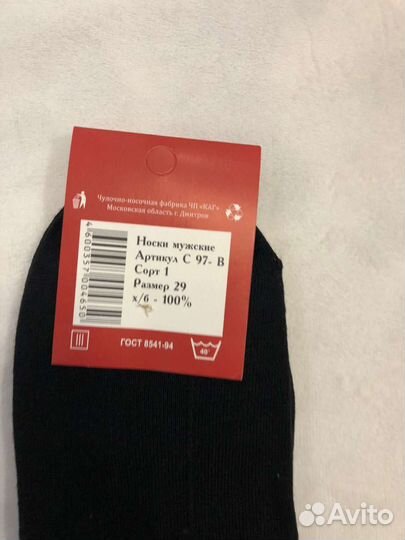 Чулочно-носочная фабрика ЧП «КАГ»
Московская область г. Дмитров
Носки мужские
Артикул С 97- В
Сорт 1
Размер 29
х/б - 100%
4600357004650
ГОСТ 8541-94
40°
Avito